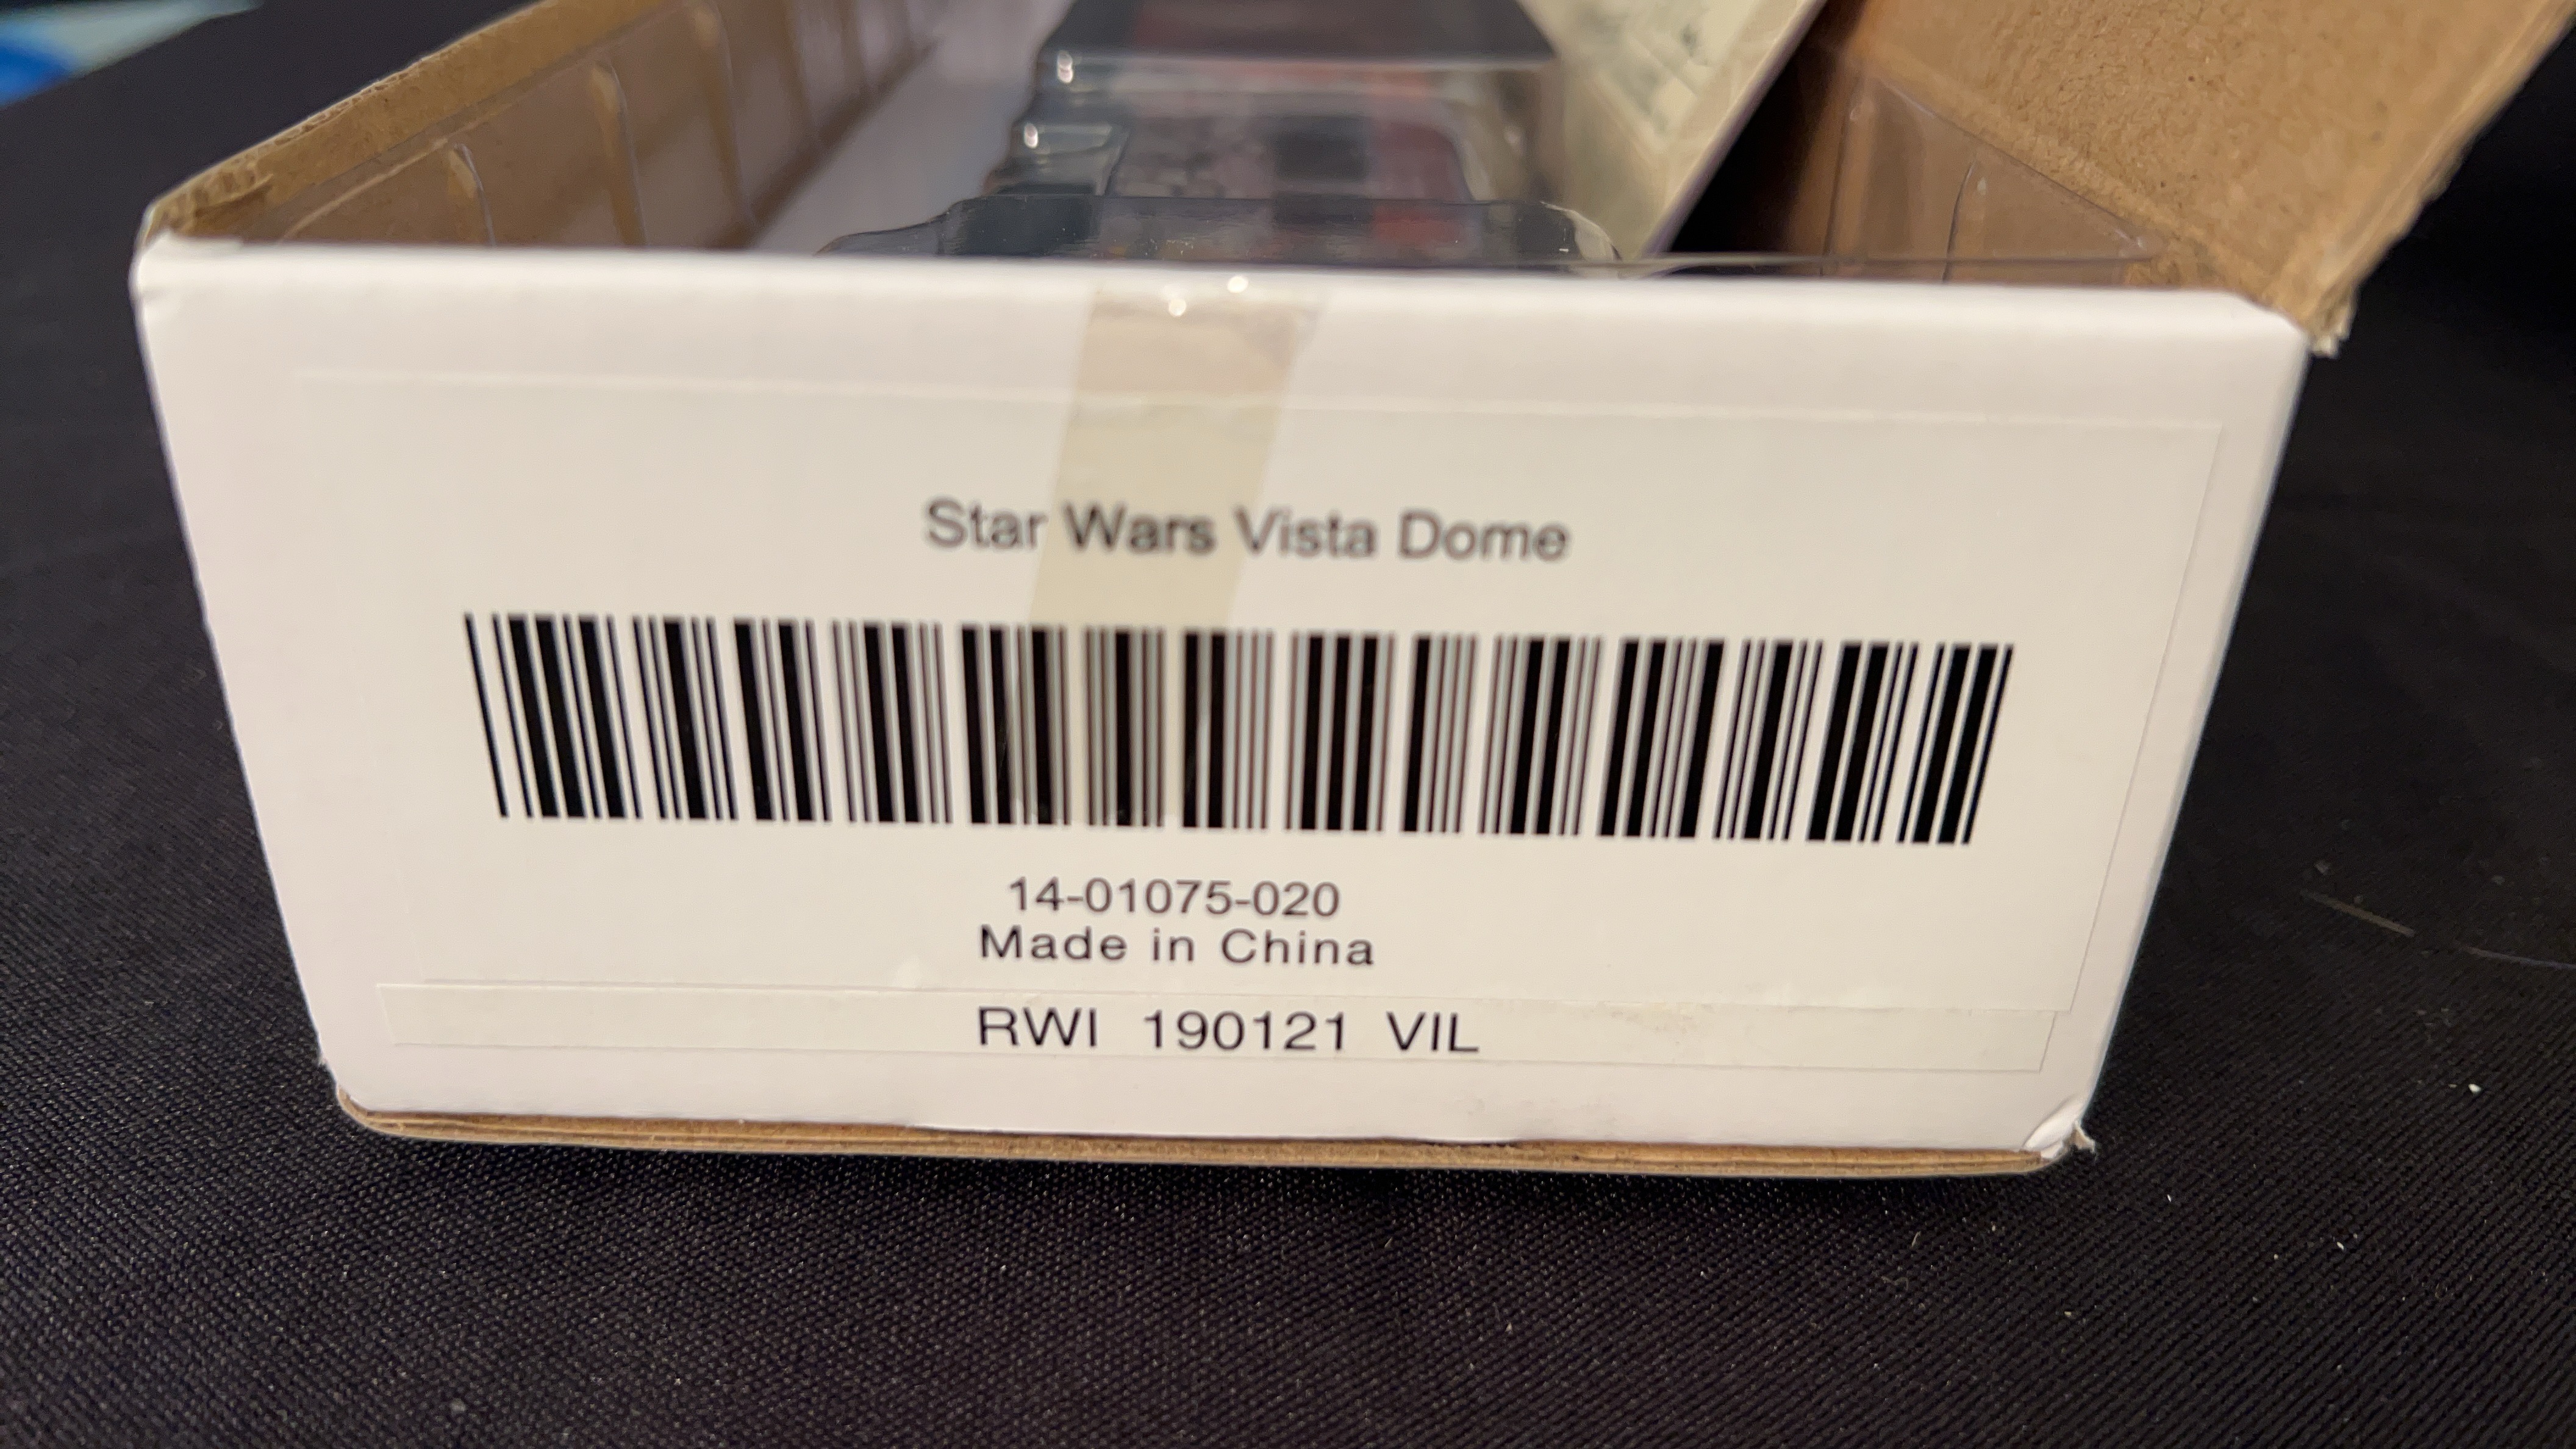 Star Wars Vista Dome
14-01075-020
Made in China
RWI 190121 VIL